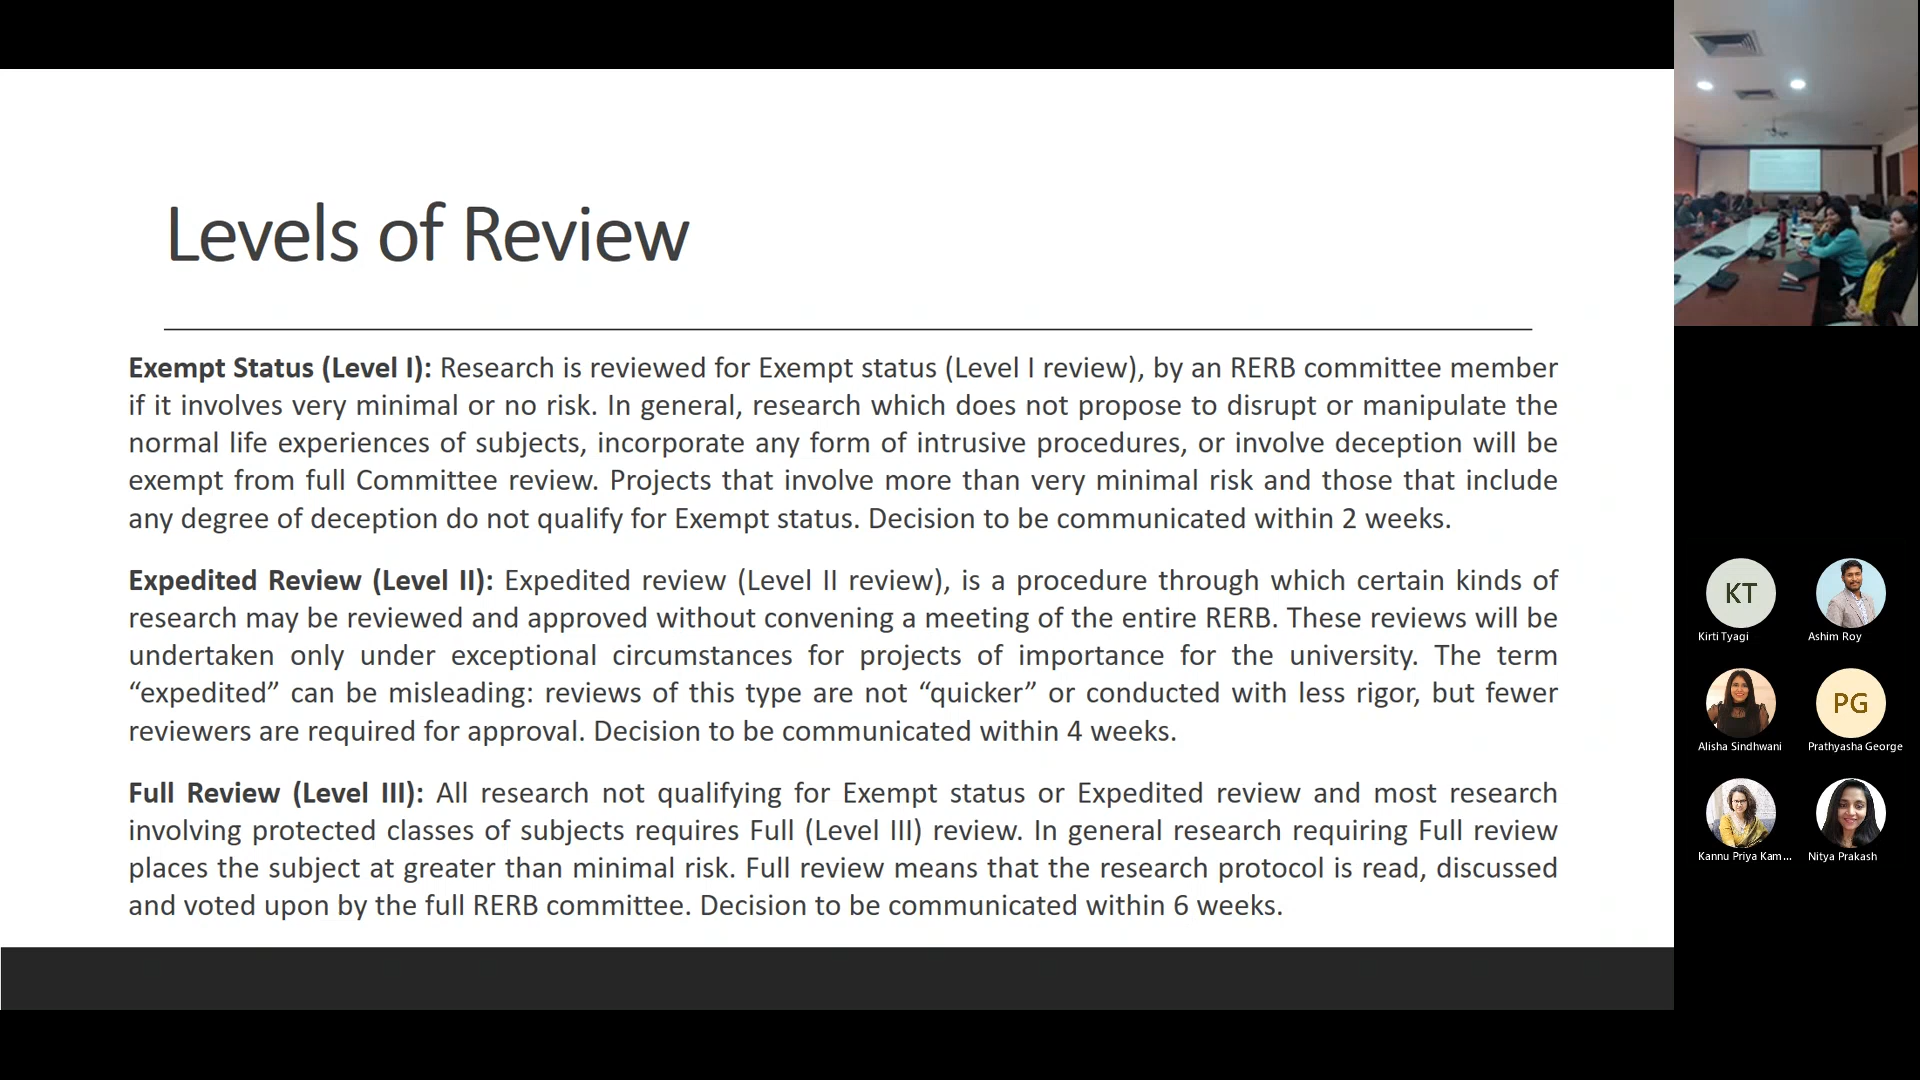 Levels of Review
Exempt Status (Level I): Research is reviewed for Exempt status (Level I review), by an RERB committee member
if it involves very minimal or no risk. In general, research which does not propose to disrupt or manipulate the
normal life experiences of subjects, incorporate any form of intrusive procedures, or involve deception will be
exempt from full Committee review. Projects that involve more than very minimal risk and those that include
any degree of deception do not qualify for Exempt status. Decision to be communicated within 2 weeks.
Expedited Review (Level II): Expedited review (Level II review), is a procedure through which certain kinds of
research may be reviewed and approved without convening a meeting of the entire RERB. These reviews will be
undertaken only under exceptional circumstances for projects of importance for the university. The term
“expedited” can be misleading: reviews of this type are not “quicker” or conducted with less rigor, but fewer
reviewers are required for approval. Decision to be communicated within 4 weeks.
Full Review (Level III): All research not qualifying for Exempt status or Expedited review and most research
involving protected classes of subjects requires Full (Level III) review. In general research requiring Full review
places the subject at greater than minimal risk. Full review means that the research protocol is read, discussed
and voted upon by the full RERB committee. Decision to be communicated within 6 weeks.
KT
Kirti Tyagi
Ashim Roy
Alisha Sindhwani
PG
Prathyasha George
Kannu Priya Kam...
Nitya Prakash